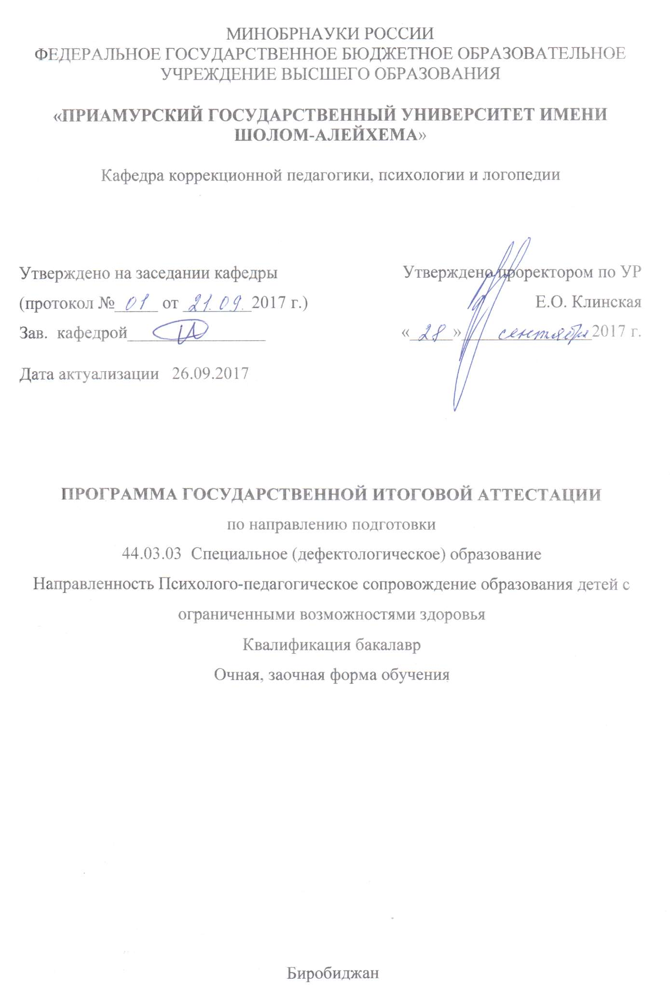 МИНОБРНАУКИ РОССИИ
ФЕДЕРАЛЬНОЕ ГОСУДАРСТВЕННОЕ БЮДЖЕТНОЕ ОБРАЗОВАТЕЛЬНОЕ
УЧРЕЖДЕНИЕ ВЫСШЕГО ОБРАЗОВАНИЯ
«ПРИАМУРСКИЙ ГОСУДАРСТВЕННЫЙ УНИВЕРСИТЕТ ИМЕНИ
ШОЛОМ-АЛЕЙХЕМА»
Кафедра коррекционной педагогики, психологии и логопедии
Утверждено на заседании кафедры
(протокол № 01 от 21.09. 2017 г.)
Зав. кафедрой
Дата актуализации 26.09.2017
Утверждено проректором по УР
Е.О. Клинская
«28» сентября 2017 г.
ПРОГРАММА ГОСУДАРСТВЕННОЙ ИТОГОВОЙ АТТЕСТАЦИИ
по направлению подготовки
44.03.03 Специальное (дефектологическое) образование
Направленность Психолого-педагогическое сопровождение образования детей с
ограниченными возможностями здоровья
Квалификация бакалавр
Очная, заочная форма обучения
Биробиджан